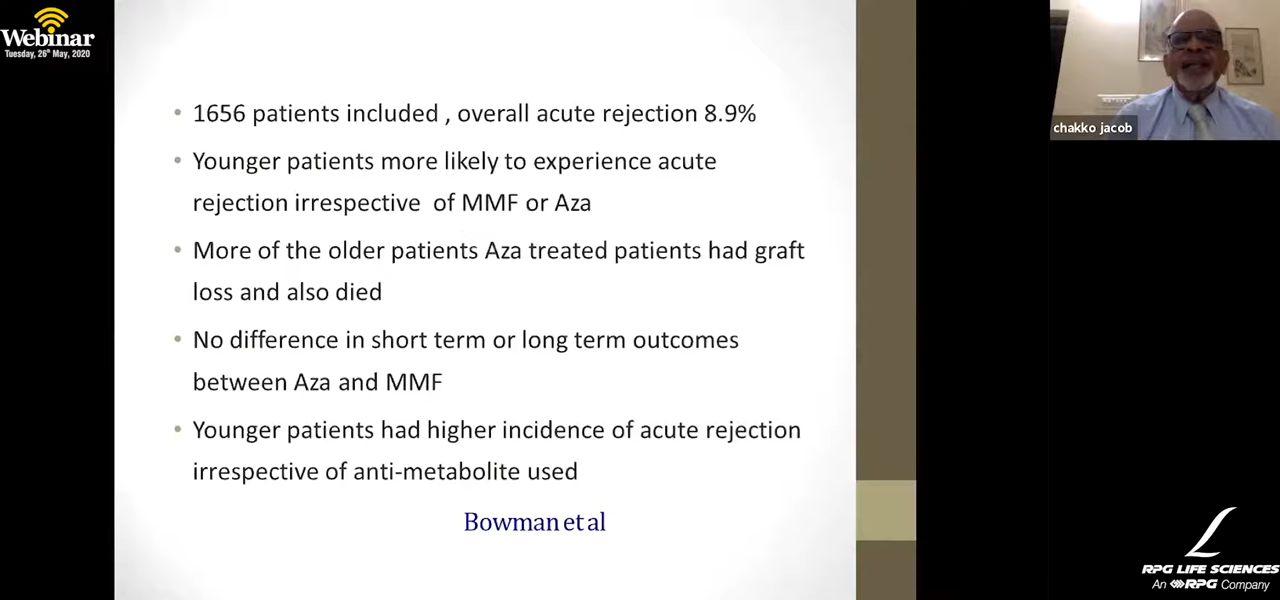 Webinar
Tuesday, 26th May, 2020
1656 patients included , overall acute rejection 8.9%
Younger patients more likely to experience acute
rejection irrespective of MMF or Aza
More of the older patients Aza treated patients had graft
loss and also died
No difference in short term or long term outcomes
between Aza and MMF
Younger patients had higher incidence of acute rejection
irrespective of anti-metabolite used
Bowman et al
chakko jacob
RPG LIFE SCIENCES
An RPG Company